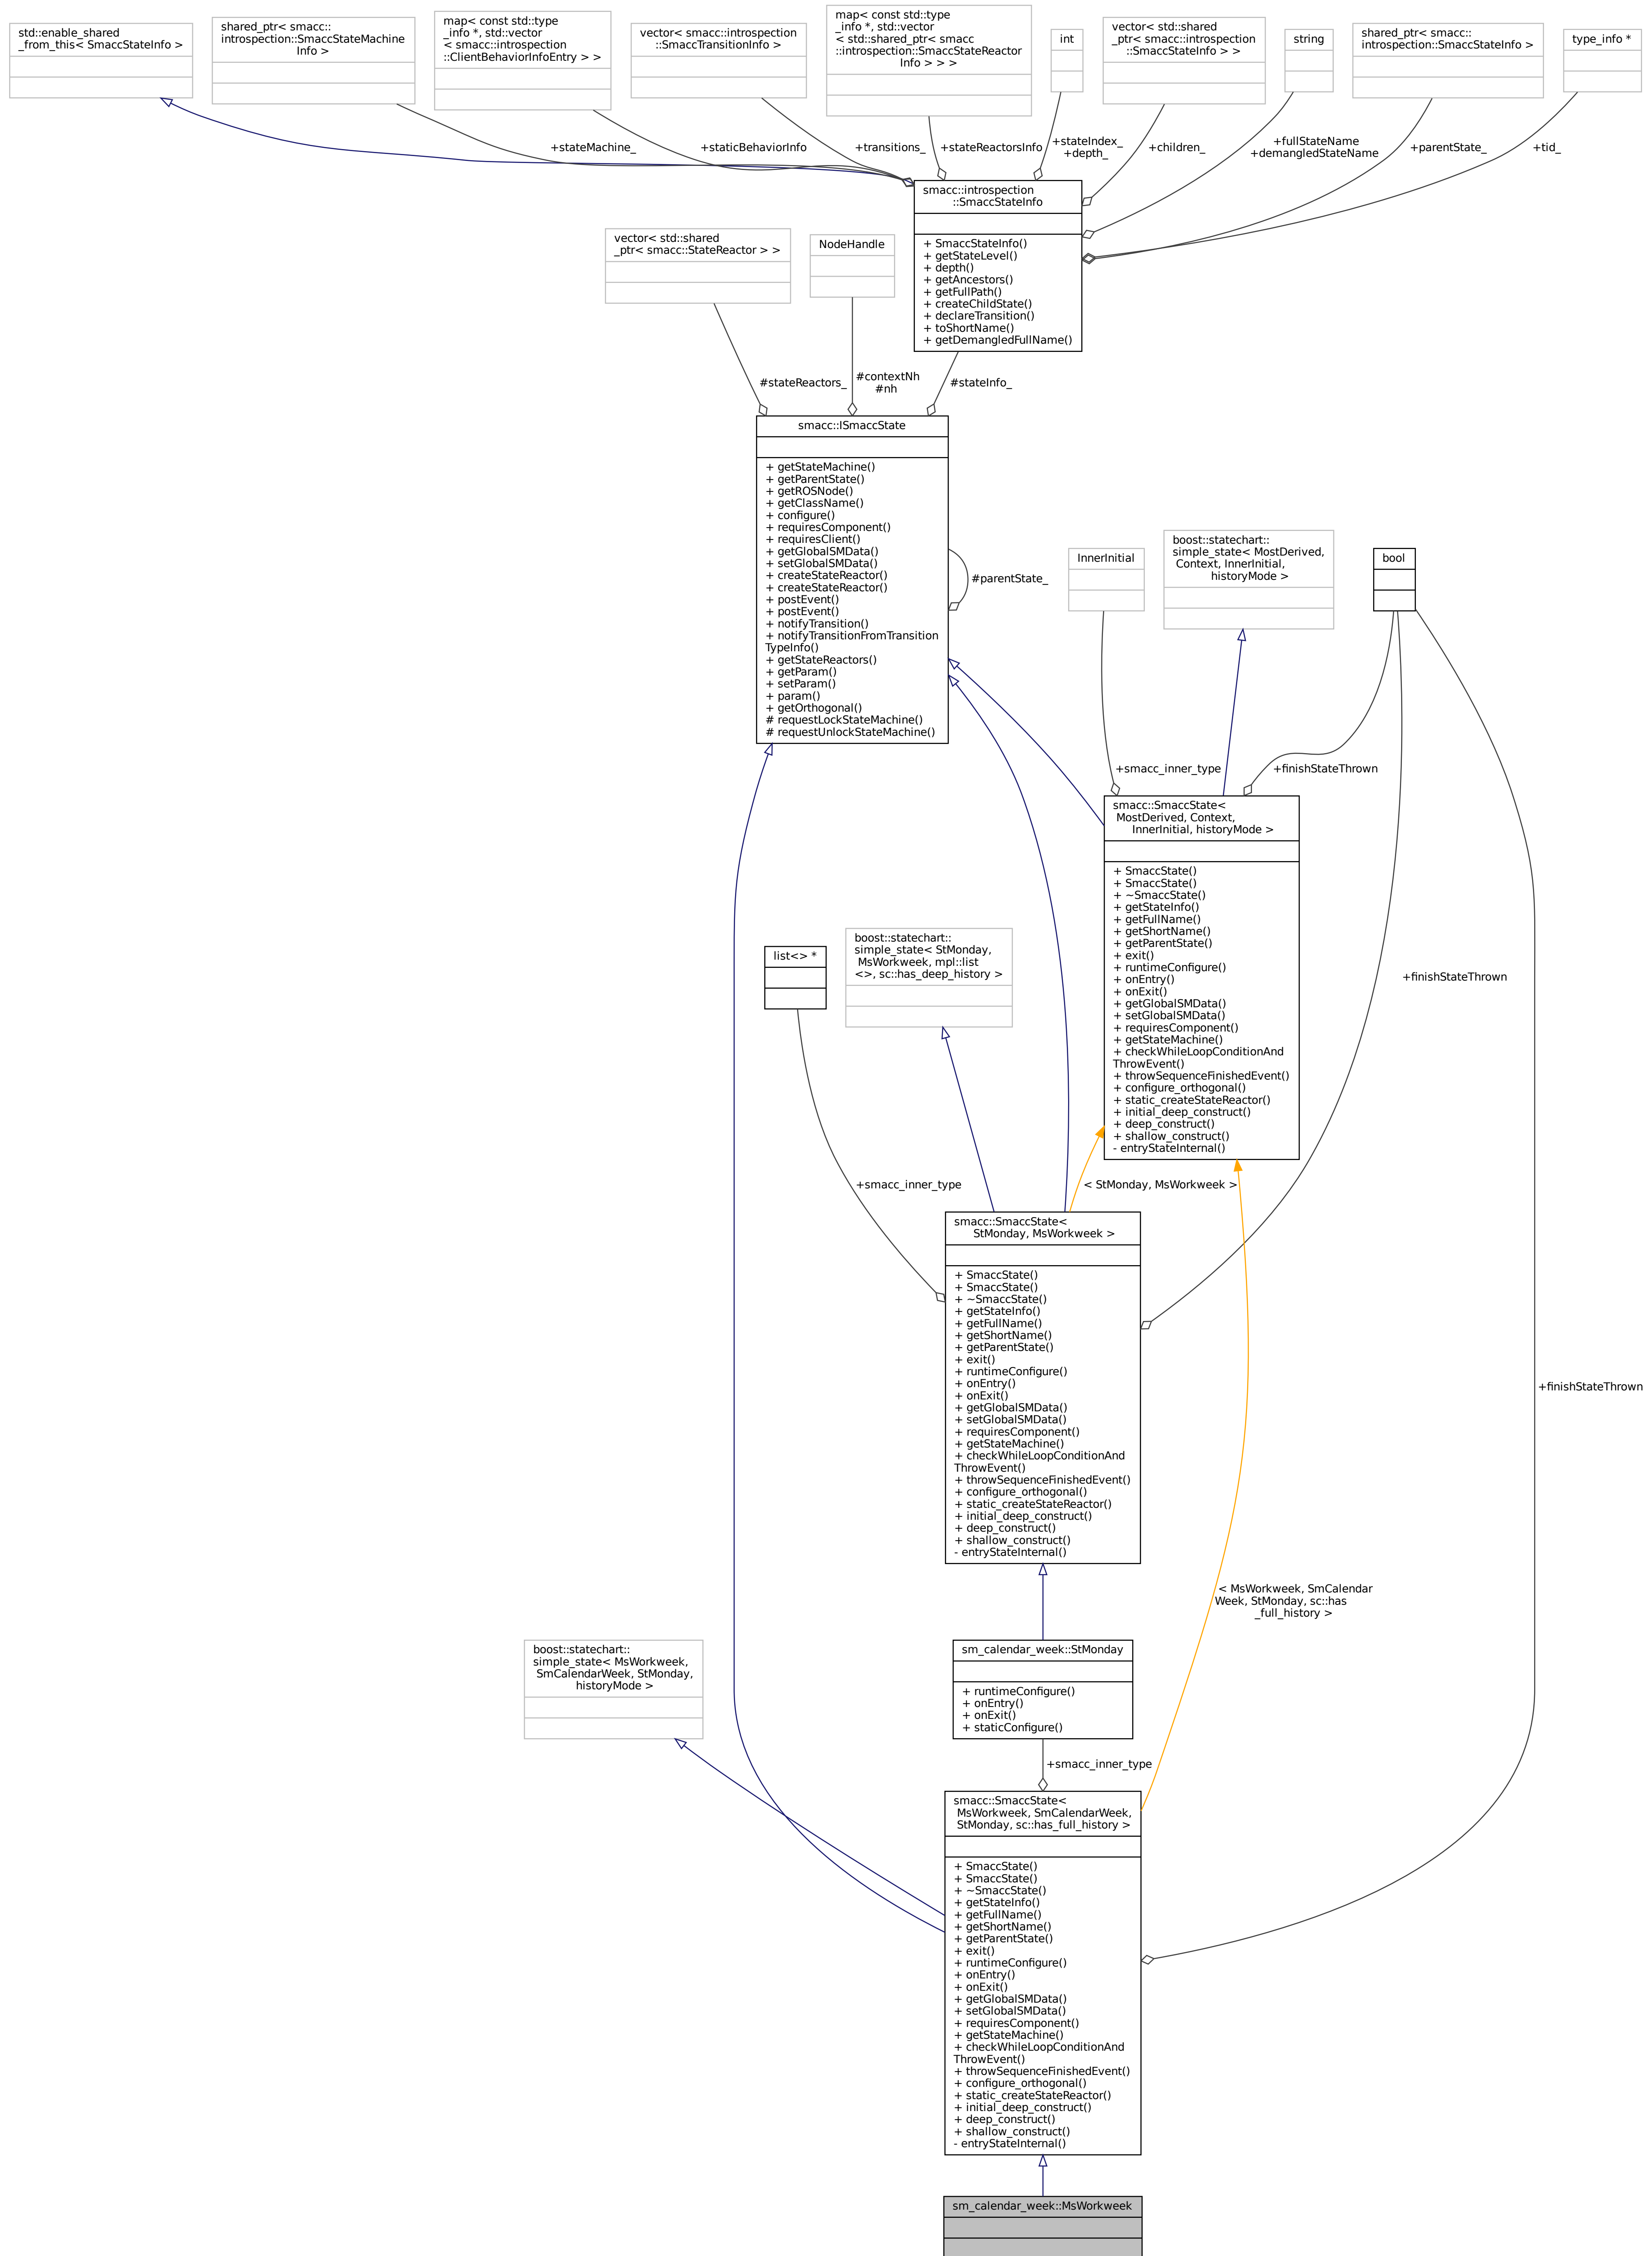 std::enable_shared
_from_this< SmaccStateInfo >
shared_ptr< smacc::
introspection::SmaccStateMachine
Info >
map< const std::type
_info *, std::vector
< smacc::introspection
::ClientBehaviorInfoEntry > >
vector< smacc::introspection
::SmaccTransitionInfo >
map< const std::type
_info *, std::vector
< std::shared_ptr< smacc
::introspection::SmaccStateReactor
Info > > >
int
vector< std::shared
_ptr< smacc::introspection
::SmaccStateInfo > >
string
shared_ptr< smacc::
introspection::SmaccStateInfo >
type_info *
+stateMachine_
+staticBehaviorInfo
+transitions_
+stateReactorsInfo
+stateIndex_
+depth_
+children_
+fullStateName
+demangledStateName
+parentState_
+tid_
smacc::introspection
::SmaccStateInfo
+ SmaccStateInfo()
+ getStateLevel()
+ depth()
+ getAncestors()
+ getFullPath()
+ createChildState()
+ declareTransition()
+ toShortName()
+ getDemangledFullName()
vector< std::shared
_ptr< smacc::StateReactor > >
NodeHandle
#stateReactors_
#contextNh
#nh
#stateInfo_
smacc::ISmaccState
+ getStateMachine()
+ getParentState()
+ getROSNode()
+ getClassName()
+ configure()
+ requiresComponent()
+ requiresClient()
+ getGlobalSMData()
+ setGlobalSMData()
+ createStateReactor()
+ createStateReactor()
+ postEvent()
+ postEvent()
+ notifyTransition()
+ notifyTransitionFromTransition
TypeInfo()
+ getStateReactors()
+ getParam()
+ setParam()
+ param()
+ getOrthogonal()
# requestLockStateMachine()
# requestUnlockStateMachine()
#parentState_
InnerInitial
boost::statechart::
simple_state< MostDerived,
Context, InnerInitial,
historyMode >
bool
+smacc_inner_type
+finishStateThrown
smacc::SmaccState<
MostDerived, Context,
InnerInitial, historyMode >
+ SmaccState()
+ SmaccState()
+ ~SmaccState()
+ getStateInfo()
+ getFullName()
+ getShortName()
+ getParentState()
+ exit()
+ runtimeConfigure()
+ onEntry()
+ onExit()
+ getGlobalSMData()
+ setGlobalSMData()
+ requiresComponent()
+ getStateMachine()
+ checkWhileLoopConditionAnd
ThrowEvent()
+ throwSequenceFinishedEvent()
+ configure_orthogonal()
+ static_createStateReactor()
+ initial_deep_construct()
+ deep_construct()
+ shallow_construct()
- entryStateInternal()
list<> *
boost::statechart::
simple_state< StMonday,
MsWorkweek, mpl::list
<>, sc::has_deep_history >
+finishStateThrown
+smacc_inner_type
< StMonday, MsWorkweek >
smacc::SmaccState<
StMonday, MsWorkweek >
+ SmaccState()
+ SmaccState()
+ ~SmaccState()
+ getStateInfo()
+ getFullName()
+ getShortName()
+ getParentState()
+ exit()
+ runtimeConfigure()
+ onEntry()
+ onExit()
+ getGlobalSMData()
+ setGlobalSMData()
+ requiresComponent()
+ getStateMachine()
+ checkWhileLoopConditionAnd
ThrowEvent()
+ throwSequenceFinishedEvent()
+ configure_orthogonal()
+ static_createStateReactor()
+ initial_deep_construct()
+ deep_construct()
+ shallow_construct()
- entryStateInternal()
+finishStateThrown
< MsWorkweek, SmCalendar
Week, StMonday, sc::has
_full_history >
boost::statechart::
simple_state< MsWorkweek,
SmCalendarWeek, StMonday,
historyMode >
sm_calendar_week::StMonday
+ runtimeConfigure()
+ onEntry()
+ onExit()
+ staticConfigure()
+smacc_inner_type
smacc::SmaccState<
MsWorkweek, SmCalendarWeek,
StMonday, sc::has_full_history >
+ SmaccState()
+ SmaccState()
+ ~SmaccState()
+ getStateInfo()
+ getFullName()
+ getShortName()
+ getParentState()
+ exit()
+ runtimeConfigure()
+ onEntry()
+ onExit()
+ getGlobalSMData()
+ setGlobalSMData()
+ requiresComponent()
+ getStateMachine()
+ checkWhileLoopConditionAnd
ThrowEvent()
+ throwSequenceFinishedEvent()
+ configure_orthogonal()
+ static_createStateReactor()
+ initial_deep_construct()
+ deep_construct()
+ shallow_construct()
- entryStateInternal()
sm_calendar_week::MsWorkweek